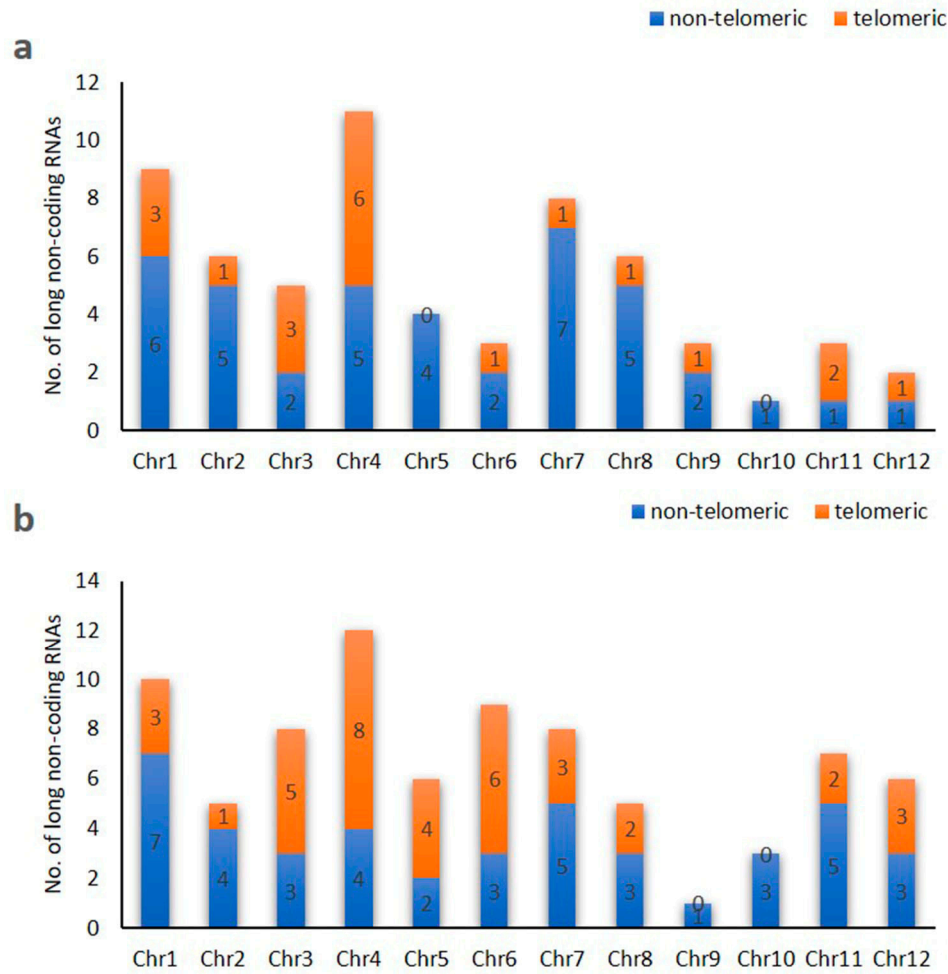 non-telomeric telomeric
a
No. of long non-coding RNAs
12
10
8
6
4
2
0
3 1 3 6 0 1 1 1 1 0 2 1
6 5 2 5 4 2 7 5 2 1 1 1
Chr1 Chr2 Chr3 Chr4 Chr5 Chr6 Chr7 Chr8 Chr9 Chr10 Chr11 Chr12
non-telomeric telomeric
b
No. of long non-coding RNAs
14
12
10
8
6
4
2
0
3 1 5 8 4 6 3 2 0 0 2 3
7 4 3 4 2 3 5 3 1 3 5 3
Chr1 Chr2 Chr3 Chr4 Chr5 Chr6 Chr7 Chr8 Chr9 Chr10 Chr11 Chr12